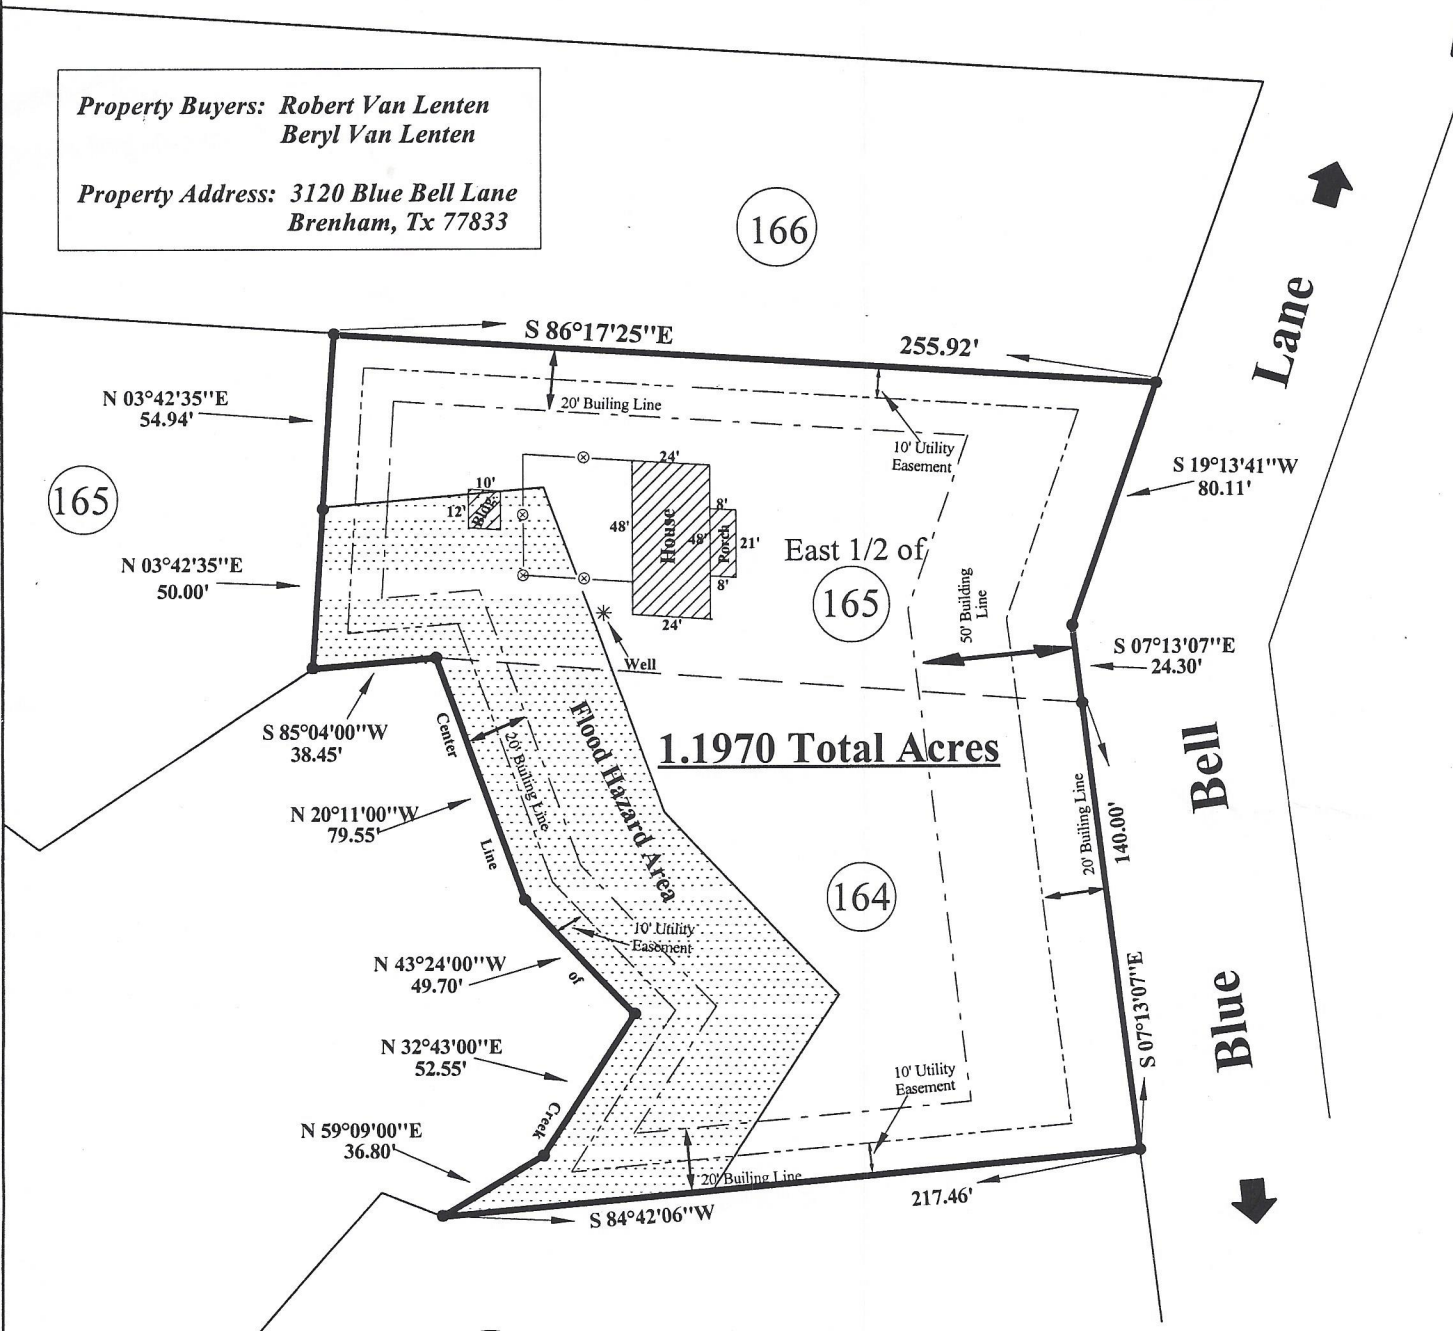 Property Buyers: Robert Van Lenten
Beryl Van Lenten
Property Address: 3120 Blue Bell Lane
Brenham, Tx 77833
166
Lane
S 86°17'25"E
255.92'
N 03°42'35"E
54.94'
20' Builing Line
10' Utility
Easement
S 19°13'41"W
80.11'
165
24'
10'
12'
Bldg.
48'
House
48'
8'
Porch
21'
8'
24'
East 1/2 of
165
N 03°42'35"E
50.00'
50' Building
Line
S 07°13'07"E
24.30'
Well
S 85°04'00"W
38.45'
Center
20' Builing Line
Flood Hazard Area
1.1970 Total Acres
Bell
N 20°11'00"W
79.55'
Line
20' Builing Line
140.00'
164
10' Utility
Easement
N 43°24'00"W
49.70'
of
S 07°13'07"E
Blue
N 32°43'00"E
52.55'
10' Utility
Easement
Creek
N 59°09'00"E
36.80'
20' Builing Line
217.46'
S 84°42'06"W